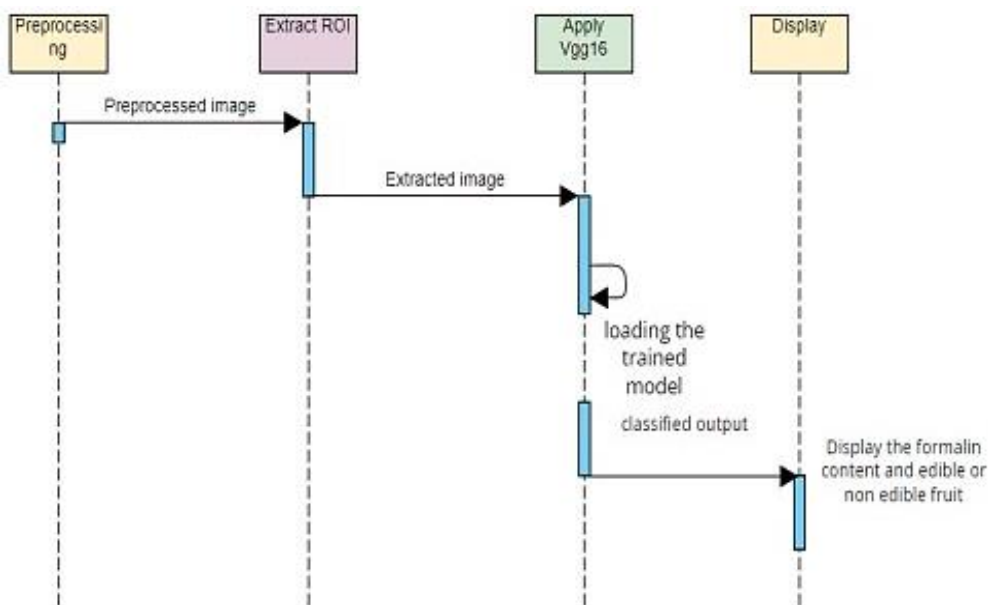 Preprocessi
ng
Extract ROI
Apply
Vgg16
Display
Preprocessed image
Extracted image
loading the
trained
model
classified output
Display the formalin
content and edible or
non edible fruit